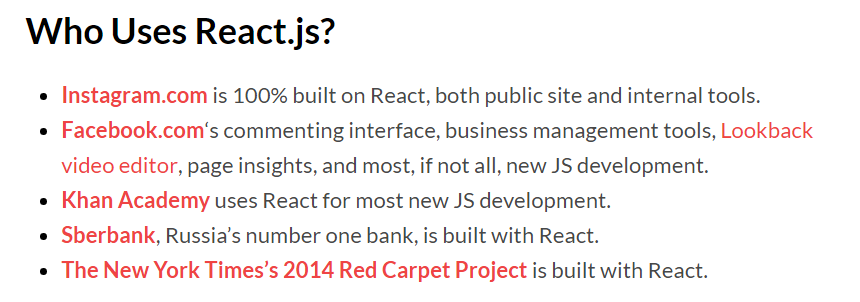 Who Uses React.js?
• Instagram.com is 100% built on React, both public site and internal tools.
• Facebook.com‘s commenting interface, business management tools, Lookback
video editor, page insights, and most, if not all, new JS development.
• Khan Academy uses React for most new JS development.
• Sberbank, Russia’s number one bank, is built with React.
• The New York Times’s 2014 Red Carpet Project is built with React.